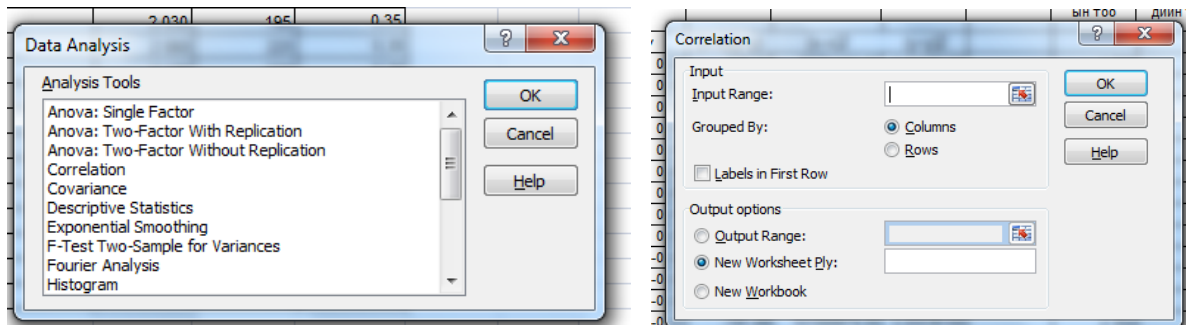 2,030 195 0.35
Data Analysis
Analysis Tools
Anova: Single Factor
Anova: Two-Factor With Replication
Anova: Two-Factor Without Replication
Correlation
Covariance
Descriptive Statistics
Exponential Smoothing
F-Test Two-Sample for Variances
Fourier Analysis
Histogram
OK
Cancel
Help
ын тоо
Correlation
Input
Input Range:
Grouped By:
Columns
Rows
Labels in First Row
Output options
Output Range:
New Worksheet Ply:
New Workbook
OK
Cancel
Help